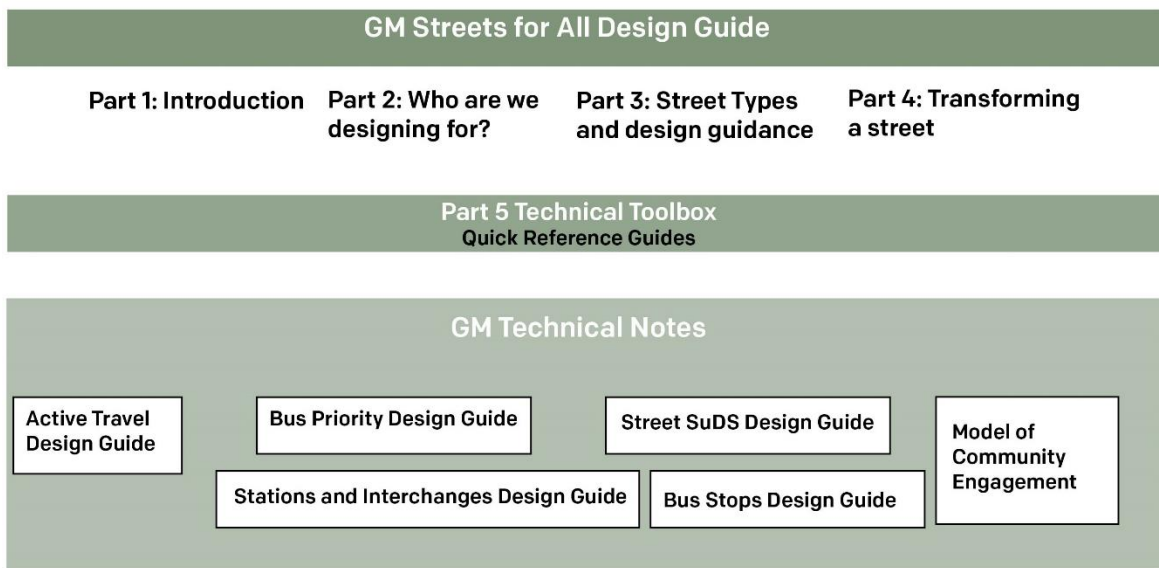 GM Streets for All Design Guide
Part 1: Introduction
Part 2: Who are we
designing for?
Part 3: Street Types
and design guidance
Part 4: Transforming
a street
Part 5 Technical Toolbox
Quick Reference Guides
GM Technical Notes
Active Travel
Design Guide
Bus Priority Design Guide
Street SuDS Design Guide
Model of
Community
Engagement
Stations and Interchanges Design Guide
Bus Stops Design Guide